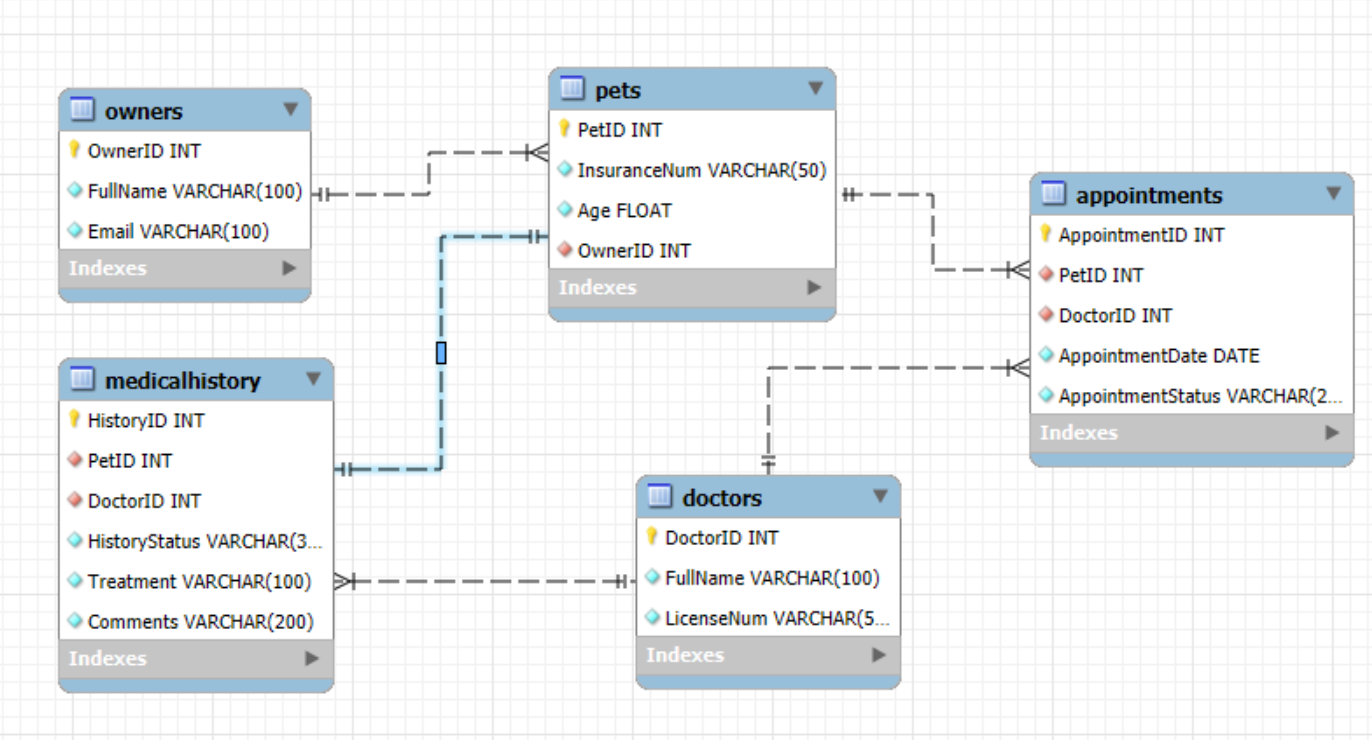 owners
OwnerID INT
FullName VARCHAR(100)
Email VARCHAR(100)
Indexes
pets
PetID INT
InsuranceNum VARCHAR(50)
Age FLOAT
OwnerID INT
Indexes
appointments
AppointmentID INT
PetID INT
DoctorID INT
AppointmentDate DATE
AppointmentStatus VARCHAR(2...
Indexes
medicalhistory
HistoryID INT
PetID INT
DoctorID INT
HistoryStatus VARCHAR(3...
Treatment VARCHAR(100)
Comments VARCHAR(200)
Indexes
doctors
DoctorID INT
FullName VARCHAR(100)
LicenseNum VARCHAR(5...
Indexes